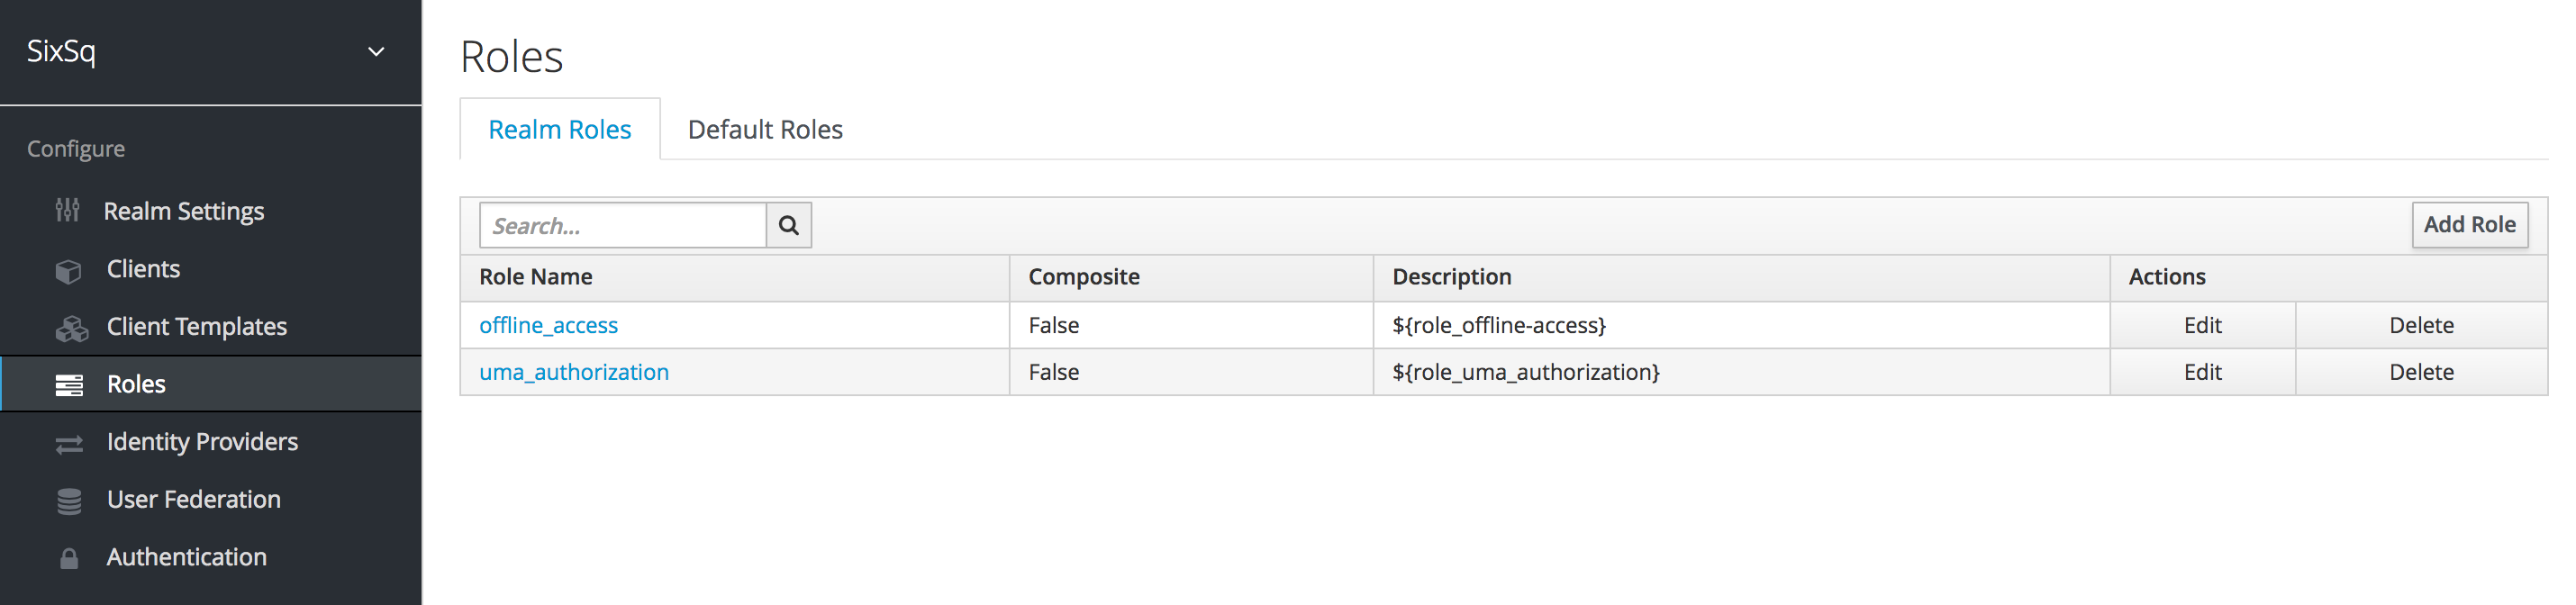 SixSq
Configure
Realm Settings
Clients
Client Templates
Roles
Identity Providers
User Federation
Authentication
Roles
Realm Roles Default Roles
Search... Add Role
Role Name Composite Description Actions
offline_access False ${role_offline-access} Edit Delete
uma_authorization False ${role_uma_authorization} Edit Delete